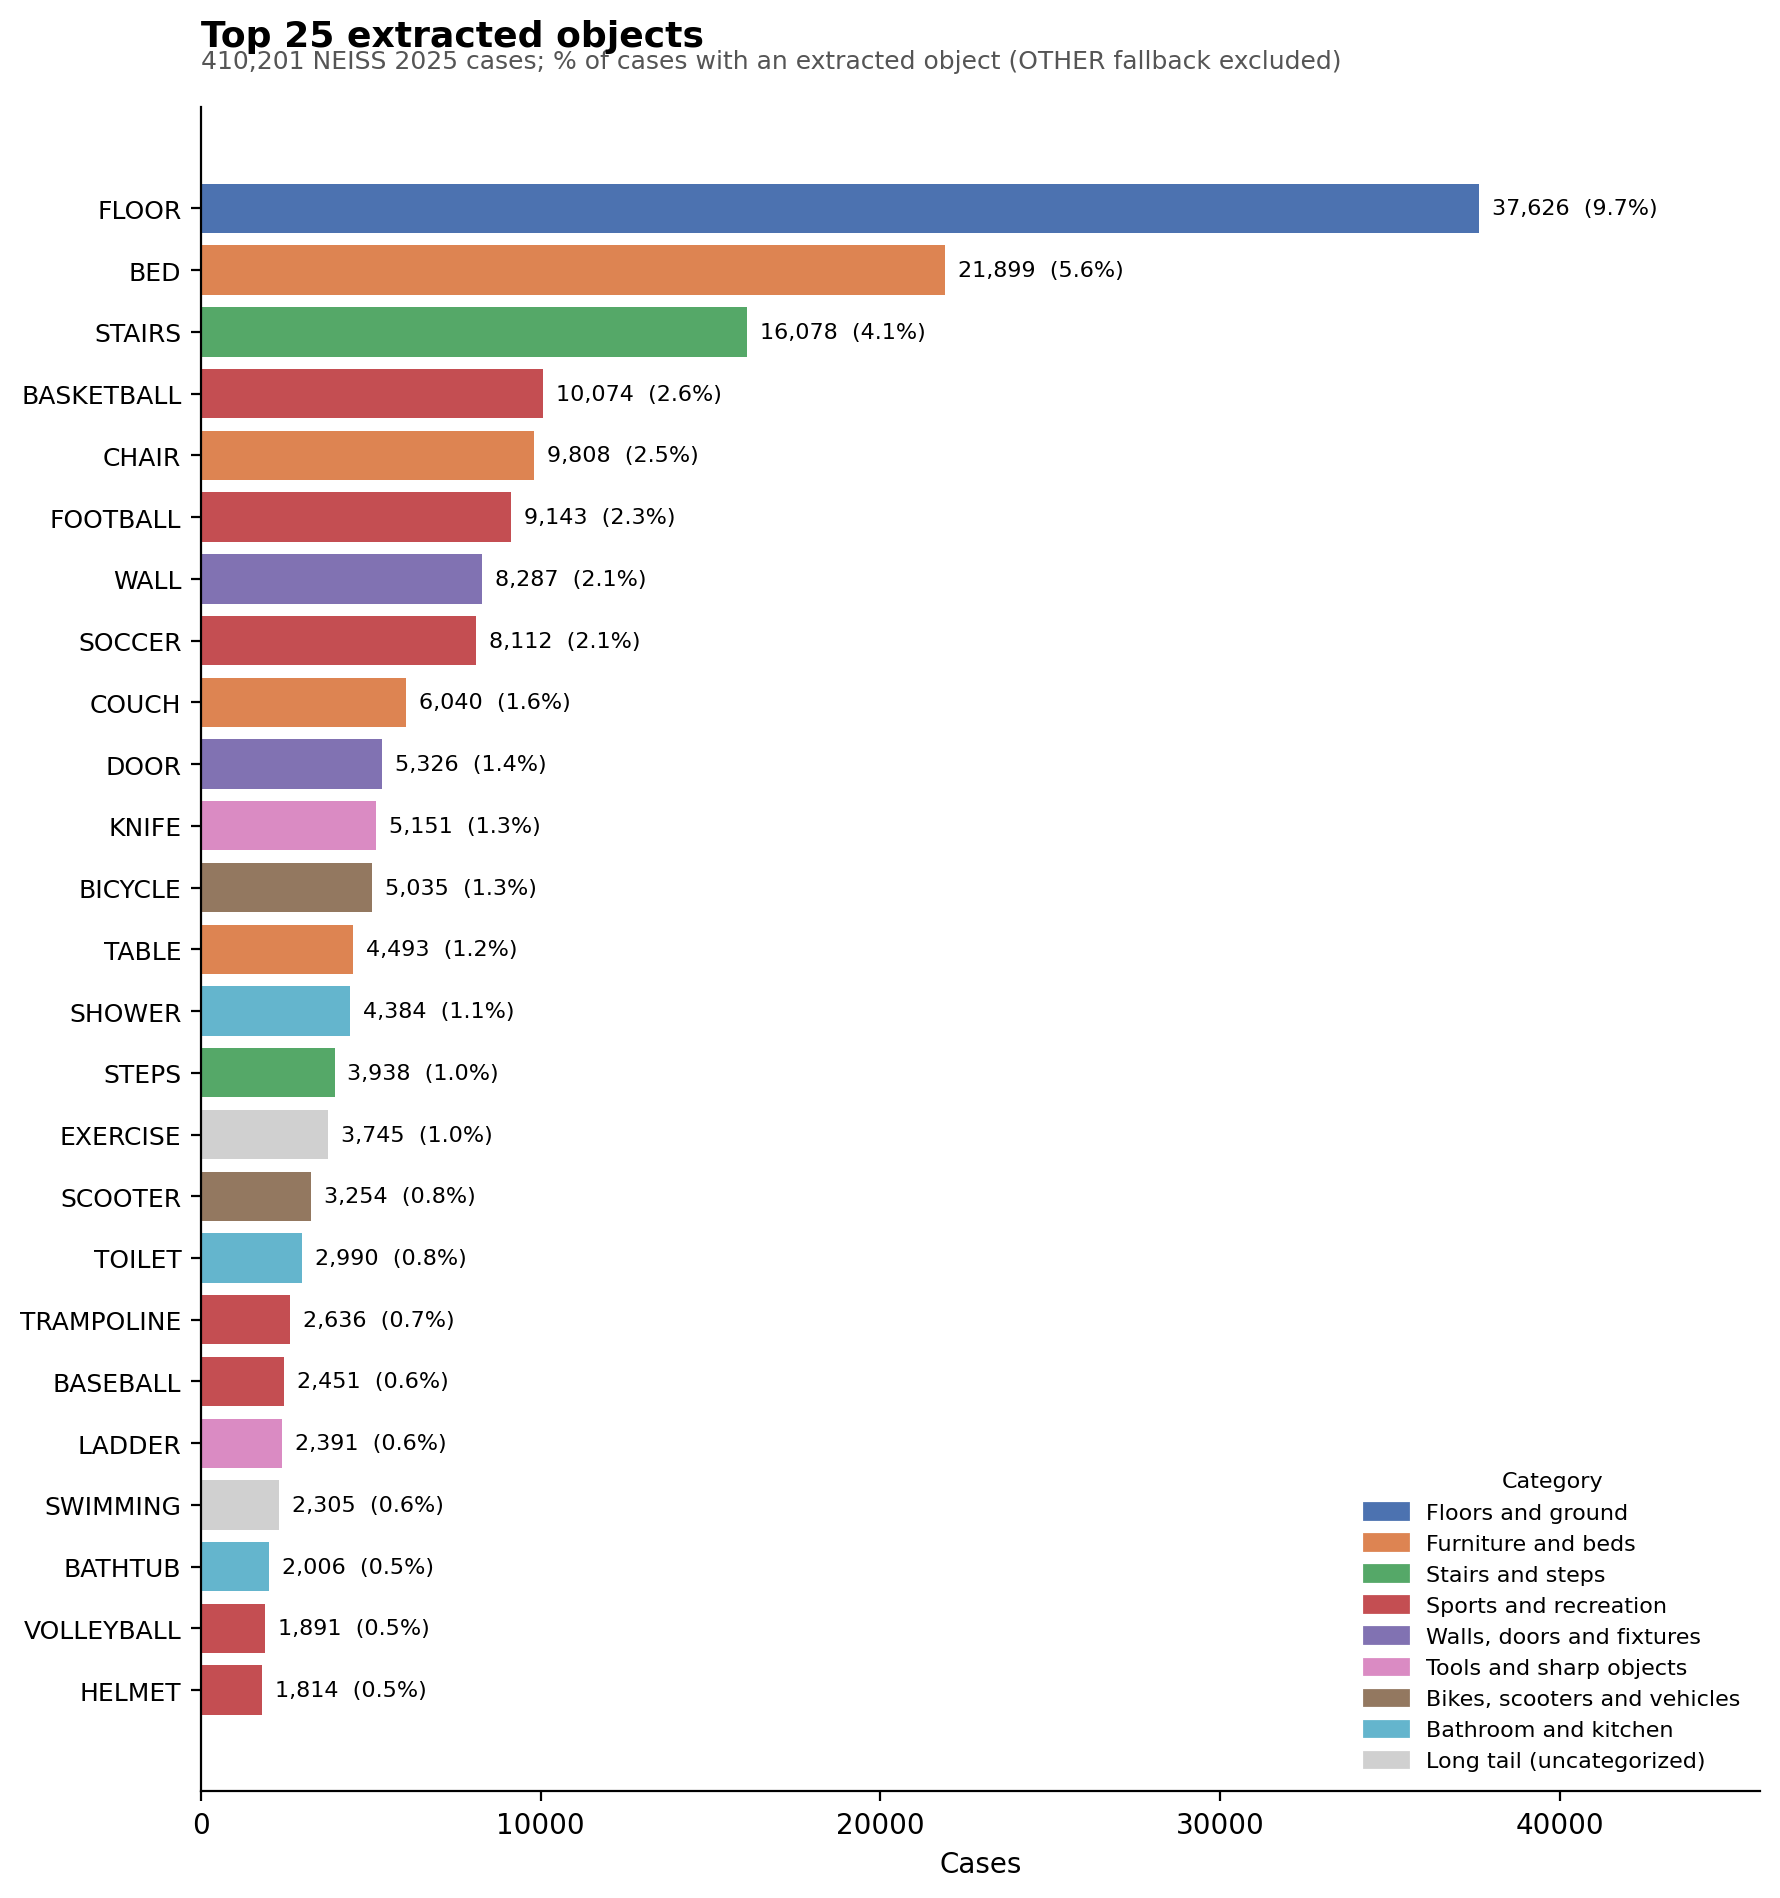 Top 25 extracted objects
410,201 NEISS 2025 cases; % of cases with an extracted object (OTHER fallback excluded)
FLOOR 37,626 (9.7%)
BED 21,899 (5.6%)
STAIRS 16,078 (4.1%)
BASKETBALL 10,074 (2.6%)
CHAIR 9,808 (2.5%)
FOOTBALL 9,143 (2.3%)
WALL 8,287 (2.1%)
SOCCER 8,112 (2.1%)
COUCH 6,040 (1.6%)
DOOR 5,326 (1.4%)
KNIFE 5,151 (1.3%)
BICYCLE 5,035 (1.3%)
TABLE 4,493 (1.2%)
SHOWER 4,384 (1.1%)
STEPS 3,938 (1.0%)
EXERCISE 3,745 (1.0%)
SCOOTER 3,254 (0.8%)
TOILET 2,990 (0.8%)
TRAMPOLINE 2,636 (0.7%)
BASEBALL 2,451 (0.6%)
LADDER 2,391 (0.6%)
SWIMMING 2,305 (0.6%)
BATHTUB 2,006 (0.5%)
VOLLEYBALL 1,891 (0.5%)
HELMET 1,814 (0.5%)
Category
Floors and ground
Furniture and beds
Stairs and steps
Sports and recreation
Walls, doors and fixtures
Tools and sharp objects
Bikes, scooters and vehicles
Bathroom and kitchen
Long tail (uncategorized)
0 10000 20000 30000 40000
Cases